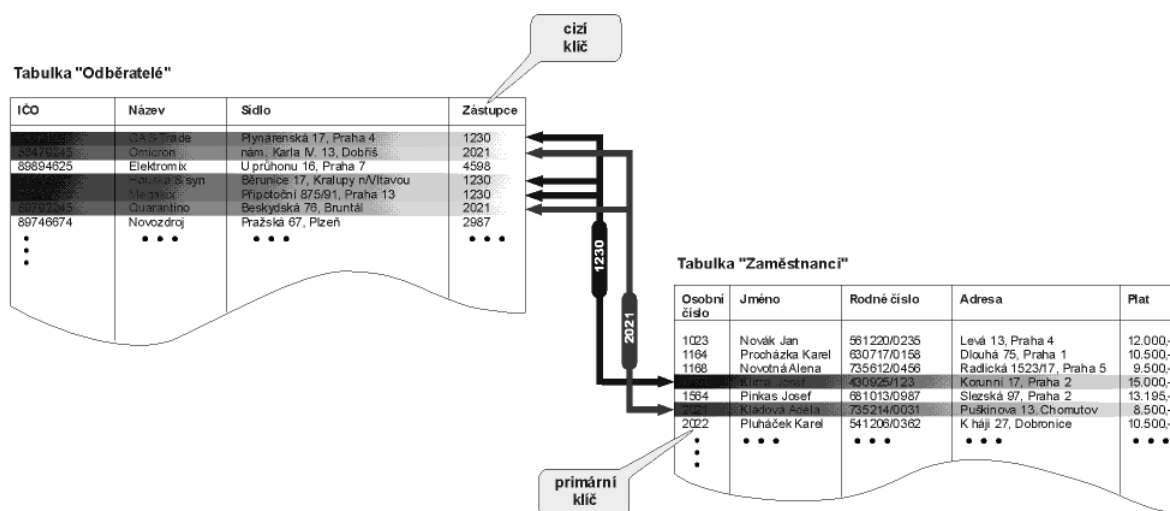 cizí
klíč
Tabulka "Odběratelé"
IČO Název Sídlo Zástupce
GAS-Trade Plynárenská 17, Praha 4 1230
56479245 Omicron nám. Karla IV. 13, Dobříš 2021
89894625 Elektromix U průhonu 16, Praha 7 4598
Houska & syn Běrunice 17, Kralupy n/Vltavou 1230
Megalux Přípotoční 875/91, Praha 13 1230
Quarantino Beskydská 76, Bruntál 2021
89746674 Novozdroj Pražská 67, Plzeň 2987
1230
2021
Tabulka "Zaměstnanci"
Osobní Jméno Rodné číslo Adresa Plat
číslo
1023 Novák Jan 561220/0235 Levá 13, Praha 4 12.000,-
1164 Procházka Karel 630717/0158 Dlouhá 75, Praha 1 10.500,-
1168 Novotná Alena 735612/0456 Radlická 1523/17, Praha 5 9.500,-
Klíma Josef 430925/123 Korunní 17, Praha 2 15.000,-
1564 Pinkas Josef 681013/0987 Slezská 97, Praha 2 13.195,-
2021 Kladová Adéla 735214/0031 Puškinova 13, Chomutov 8.500,-
2022 Pluháček Karel 541206/0362 K háji 27, Dobronice 10.500,-
primární
klíč